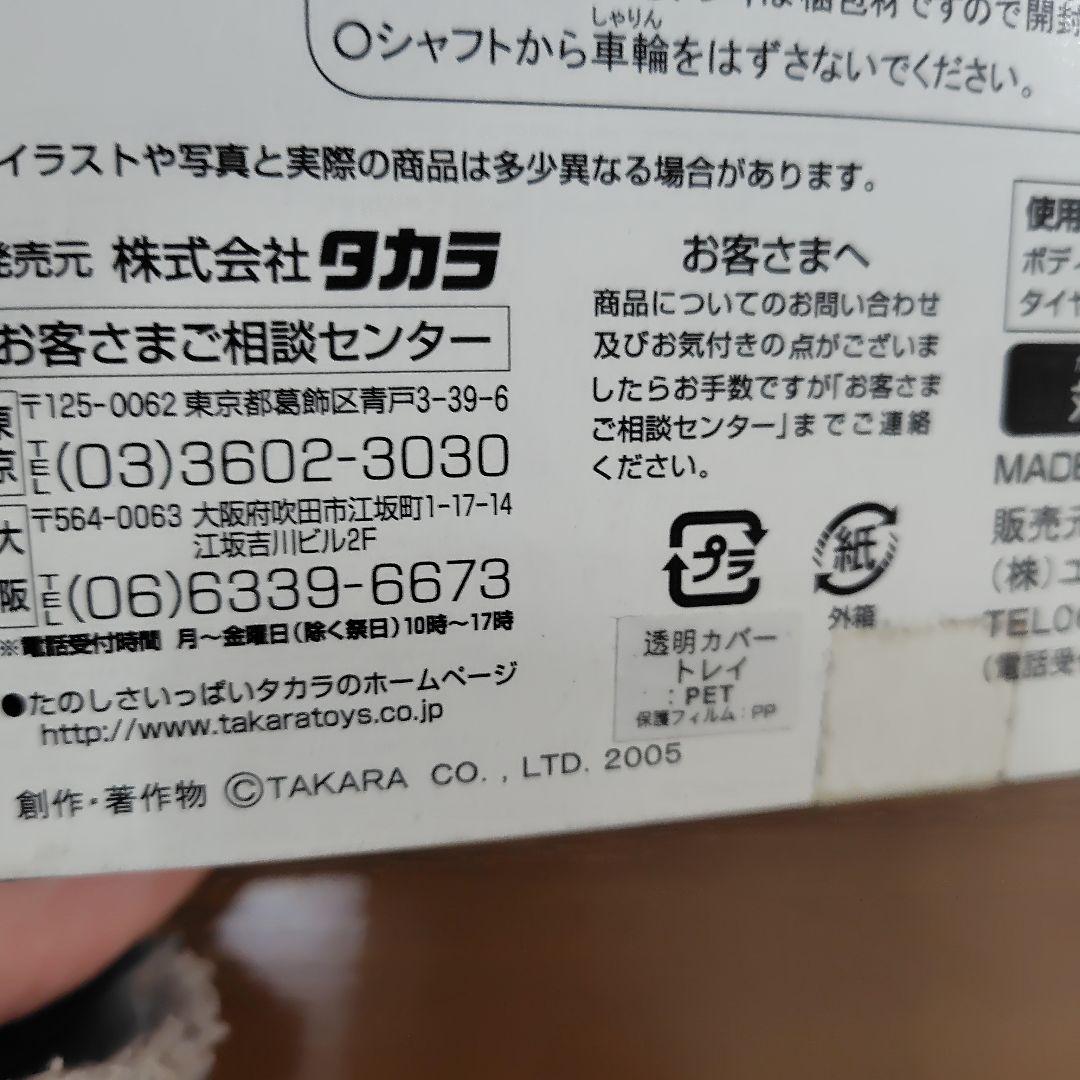 は梱包材ですので開封
しゃりん
○シャフトから車輪をはずさないでください。
イラストや写真と実際の商品は多少異なる場合があります。
発売元 株式会社タカラ
お客さまご相談センター
東京 〒125-0062 東京都葛飾区青戸3-39-6
TEL(03)3602-3030
大阪 〒564-0063 大阪府吹田市江坂町1-17-14
江坂吉川ビル2F
TEL(06)6339-6673
※電話受付時間 月〜金曜日(除く祭日)10時〜17時
●たのしさいっぱいタカラのホームページ
http://www.takaratoys.co.jp
創作・著作物 ©TAKARA CO., LTD. 2005
お客さまへ
商品についてのお問い合わせ
及びお気付きの点がございま
したらお手数ですが「お客さま
ご相談センター」までご連絡
ください。
プラ
紙
外箱
透明カバー
トレイ
:PET
保護フィルム:PP
使用
ボディ
タイヤ
MADE
販売元
(株)ユ
TEL0
(電話受